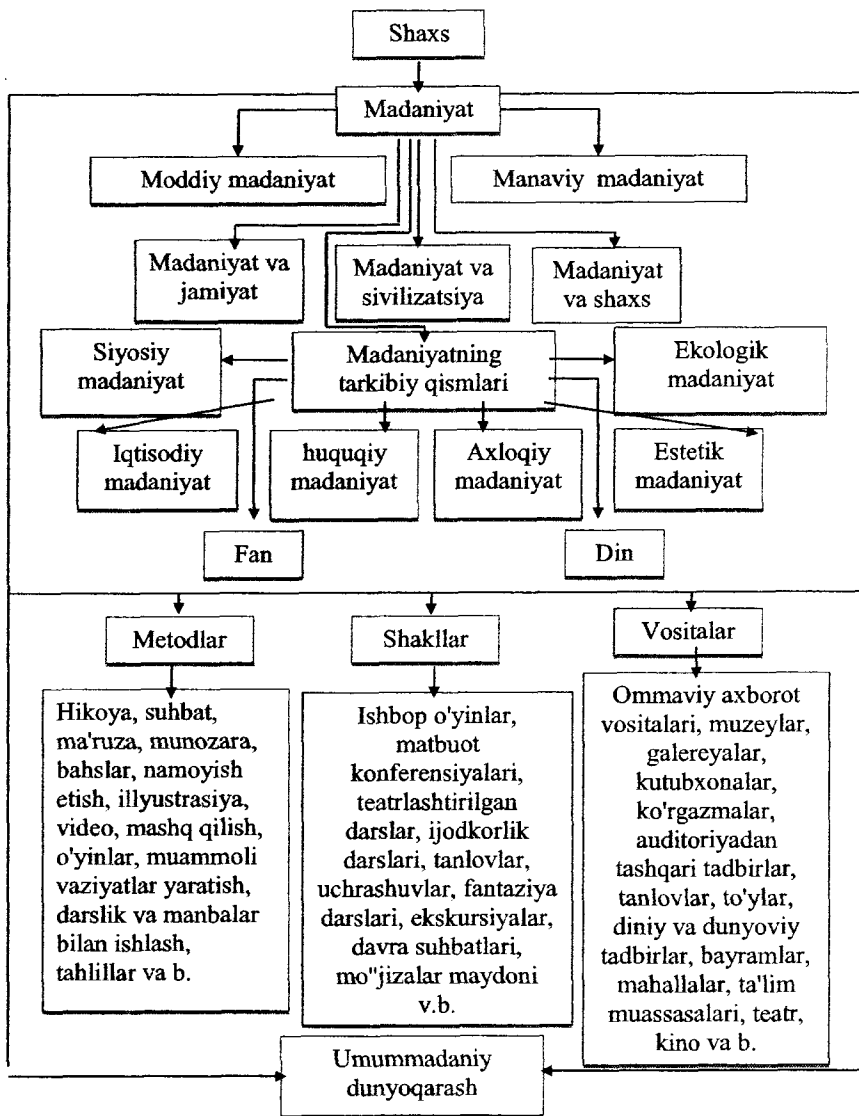 Shaxs
Madaniyat
Moddiy madaniyat
Manaviy madaniyat
Madaniyat va
jamiyat
Madaniyat va
sivilizatsiya
Madaniyat
va shaxs
Siyosiy
madaniyat
Madaniyatning
tarkibiy qismlari
Ekologik
madaniyat
Iqtisodiy
madaniyat
huquqiy
madaniyat
Axloqiy
madaniyat
Estetik
madaniyat
Fan
Din
Metodlar
Shakllar
Vositalar
Hikoya, suhbat,
ma'ruza, munozara,
bahslar, namoyish
etish, illyustrasiya,
video, mashq qilish,
o'yinlar, muammoli
vaziyatlar yaratish,
darslik va manbalar
bilan ishlash,
tahlillar va b.
Ishbop o'yinlar,
matbuot
konferensiyalari,
teatrlashtirilgan
darslar, ijodkorlik
darslari, tanlovlar,
uchrashuvlar, fantaziya
darslari, ekskursiyalar,
davra suhbatlari,
mo"jizalar maydoni
v.b.
Ommaviy axborot
vositalari, muzeylar,
galereyalar,
kutubxonalar,
ko'rgazmalar,
auditoriyadan
tashqari tadbirlar,
tanlovlar, to'ylar,
diniy va dunyoviy
tadbirlar, bayramlar,
mahallalar, ta'lim
muassasalari, teatr,
kino va b.
Umummadaniy
dunyoqarash